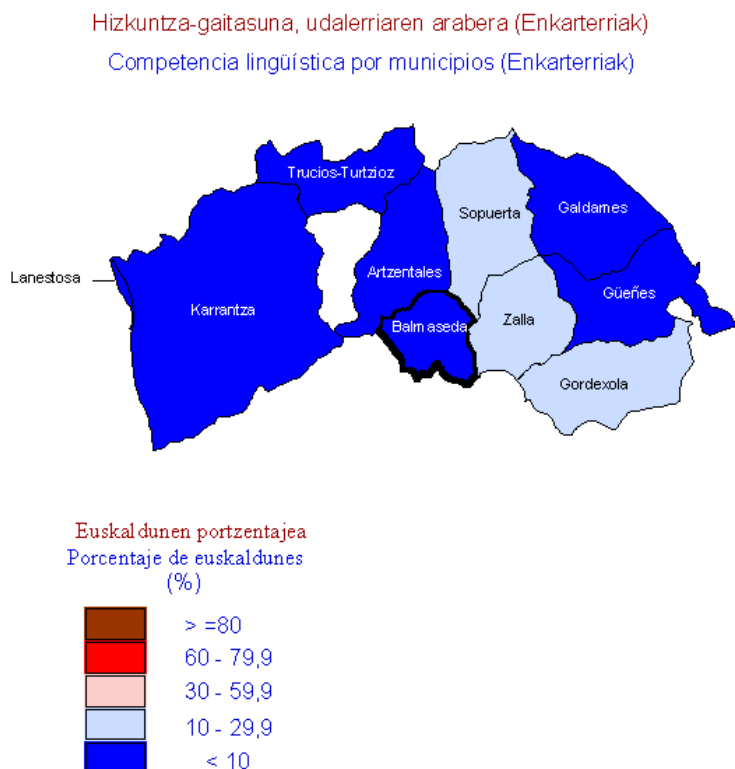 Hizkuntza-gaitasuna, udalerriaren arabera (Enkarterriak)
Competencia lingüística por municipios (Enkarterriak)
Trucios-Turtzioz
Sopuerta
Galdames
Lanestosa
Karrantza
Artzentales
Güeñes
Balmaseda
Zalla
Gordexola
Euskaldunen portzentajea
Porcentaje de euskaldunes
(%)
> =80
60 - 79,9
30 - 59,9
10 - 29,9
< 10